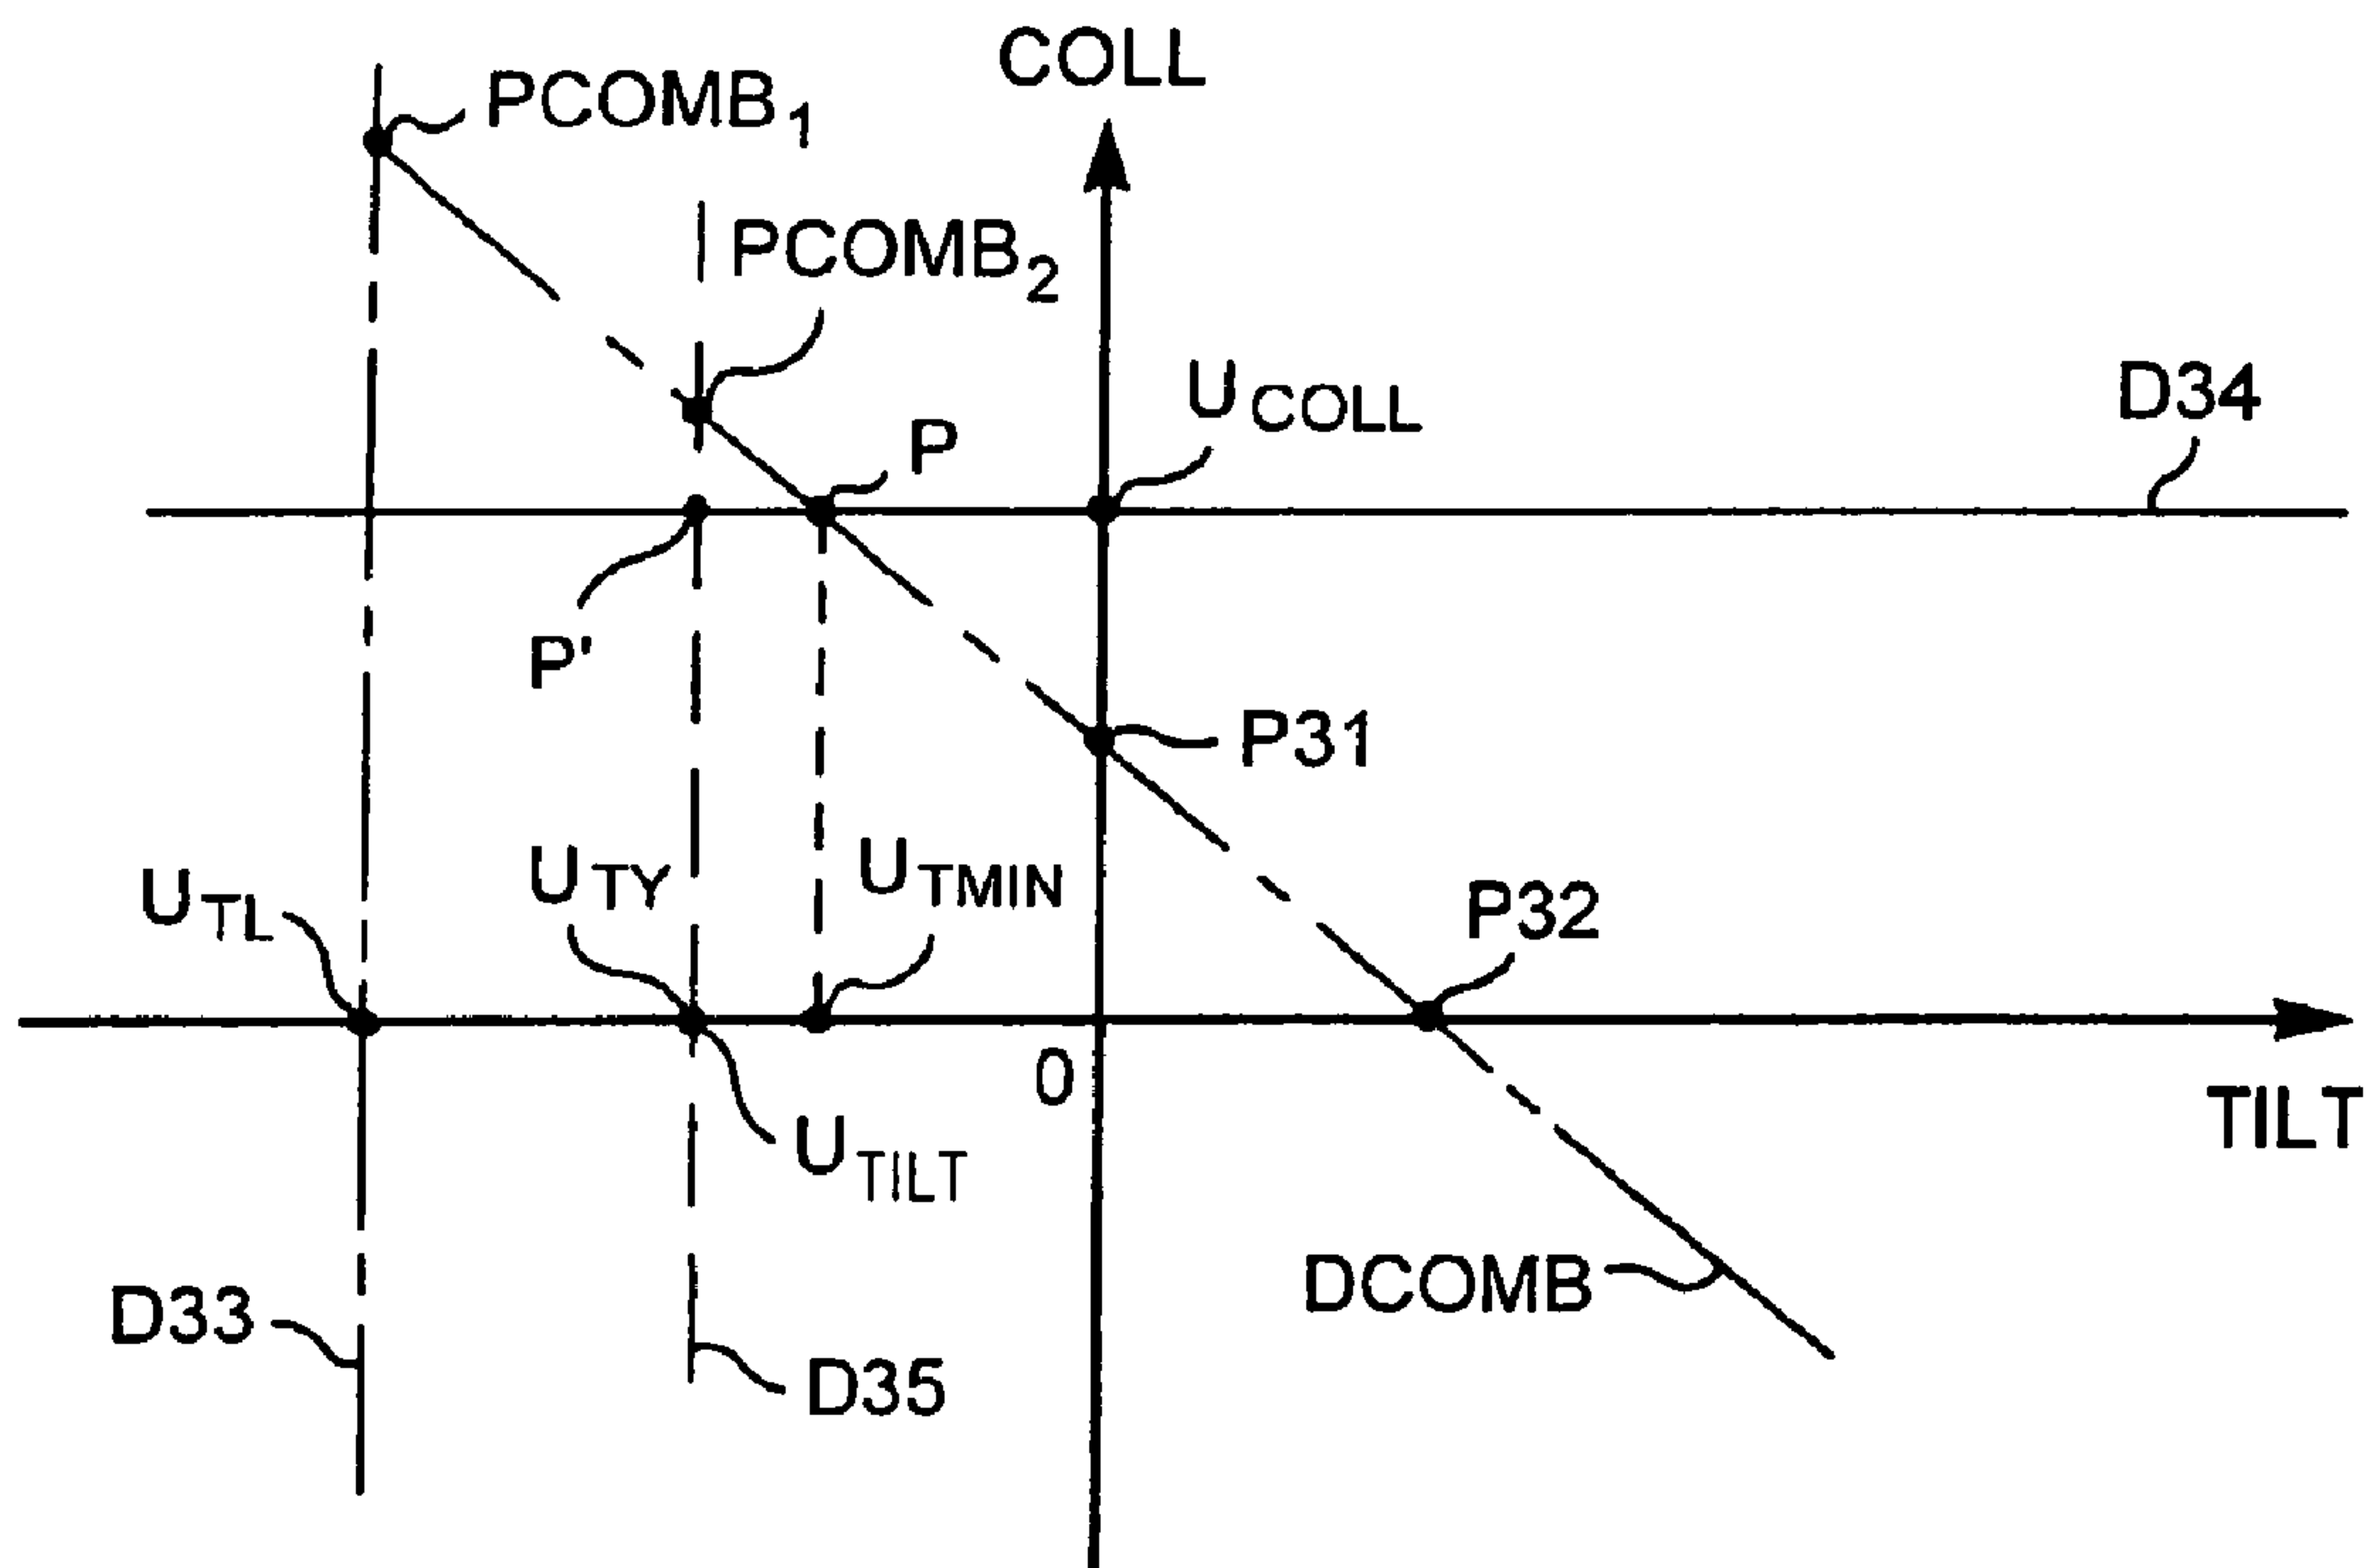 COLL
PCOMB1
PCOMB2
UCOLL
D34
P
P'
P31
UTL
UTY
UTMIN
P32
0
TILT
UTILT
D33
DCOMB
D35